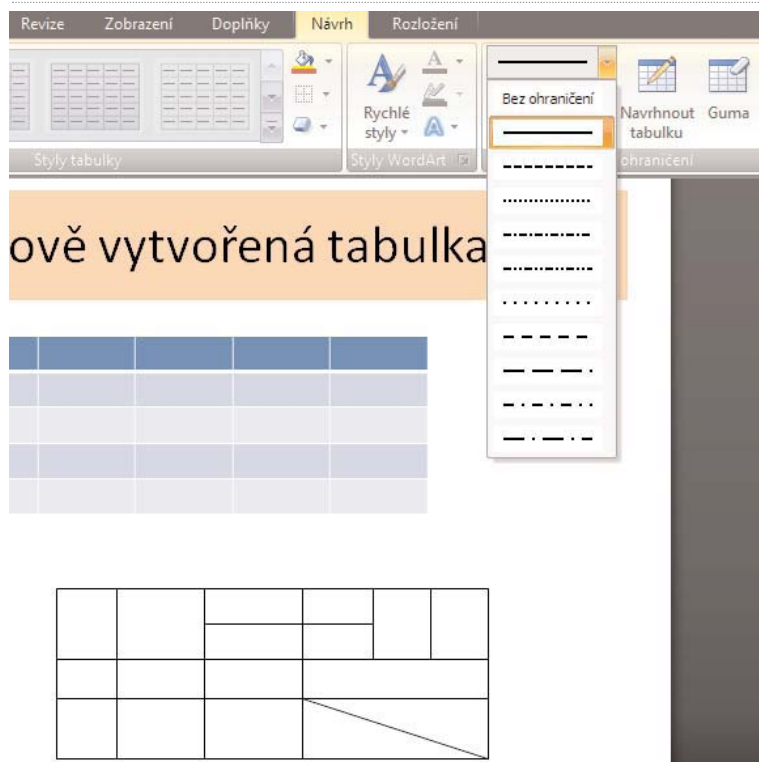 Revize Zobrazení Doplňky Návrh Rozložení
Bez ohraničení
Rychlé
styly
Navrhnout
tabulku
Guma
Styly tabulky
Styly WordArt
ohraničení
ově vytvořená tabulka